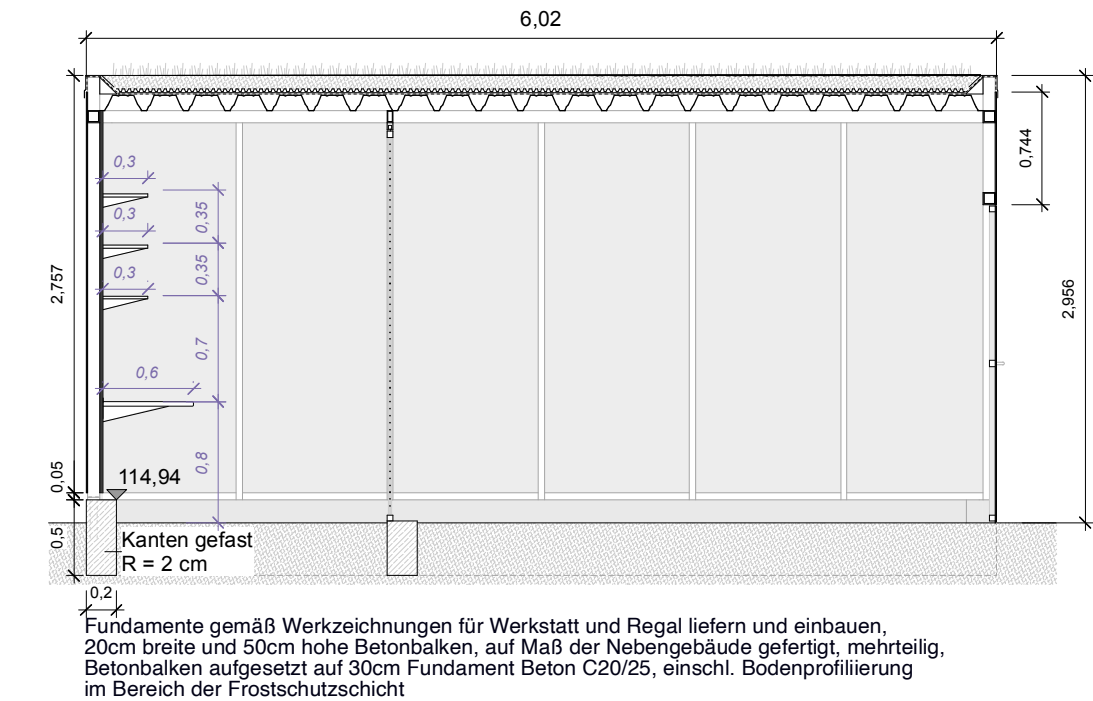 6,02
0,3
0,744
0,3
0,35
0,35
0,3
2,757
2,956
0,7
0,6
0,8
114,94
0,05
0,5
Kanten gefast
R = 2 cm
0,2
Fundamente gemäß Werkzeichnungen für Werkstatt und Regal liefern und einbauen,
20cm breite und 50cm hohe Betonbalken, auf Maß der Nebengebäude gefertigt, mehrteilig,
Betonbalken aufgesetzt auf 30cm Fundament Beton C20/25, einschl. Bodenprofiliierung
im Bereich der Frostschutzschicht